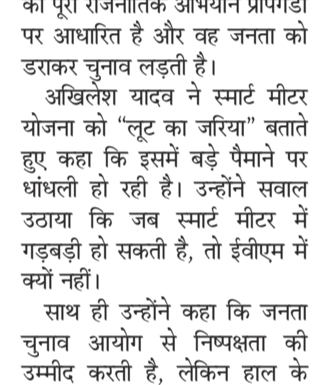 का पूरा राजनीतिक अभियान प्रोपेगेंडा
पर आधारित है और वह जनता को
डराकर चुनाव लड़ती है।
अखिलेश यादव ने स्मार्ट मीटर
योजना को “लूट का जरिया” बताते
हुए कहा कि इसमें बड़े पैमाने पर
धांधली हो रही है। उन्होंने सवाल
उठाया कि जब स्मार्ट मीटर में
गड़बड़ी हो सकती है, तो ईवीएम में
क्यों नहीं।
साथ ही उन्होंने कहा कि जनता
चुनाव आयोग से निष्पक्षता की
उम्मीद करती है, लेकिन हाल के